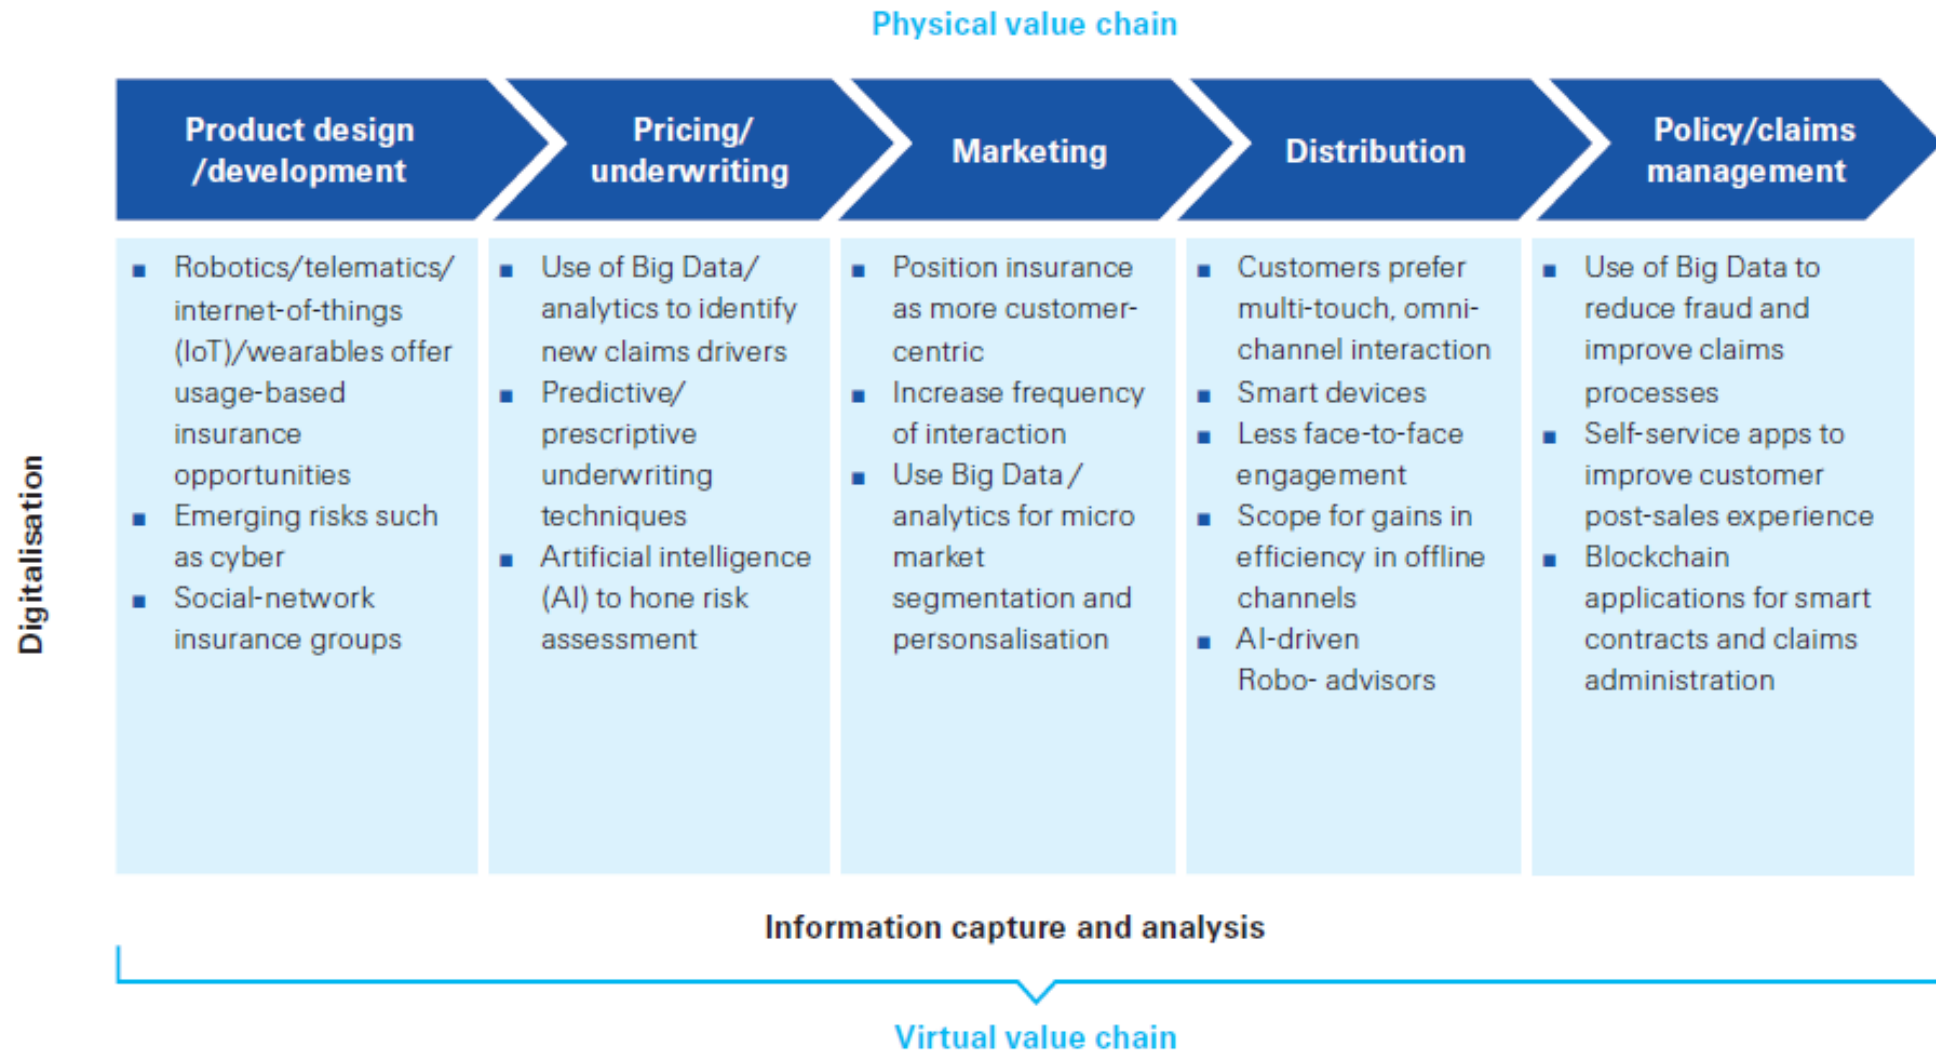 Physical value chain
Product design
/development
Pricing/
underwriting
Marketing
Distribution
Policy/claims
management
Digitalisation
■ Robotics/telematics/
internet-of-things
(IoT)/wearables offer
usage-based
insurance
opportunities
■ Emerging risks such
as cyber
■ Social-network
insurance groups
■ Use of Big Data/
analytics to identify
new claims drivers
■ Predictive/
prescriptive
underwriting
techniques
■ Artificial intelligence
(AI) to hone risk
assessment
■ Position insurance
as more customer-
centric
■ Increase frequency
of interaction
■ Use Big Data/
analytics for micro
market
segmentation and
personsalisation
■ Customers prefer
multi-touch, omni-
channel interaction
■ Smart devices
■ Less face-to-face
engagement
■ Scope for gains in
efficiency in offline
channels
■ AI-driven
Robo- advisors
■ Use of Big Data to
reduce fraud and
improve claims
processes
■ Self-service apps to
improve customer
post-sales experience
■ Blockchain
applications for smart
contracts and claims
administration
Information capture and analysis
Virtual value chain